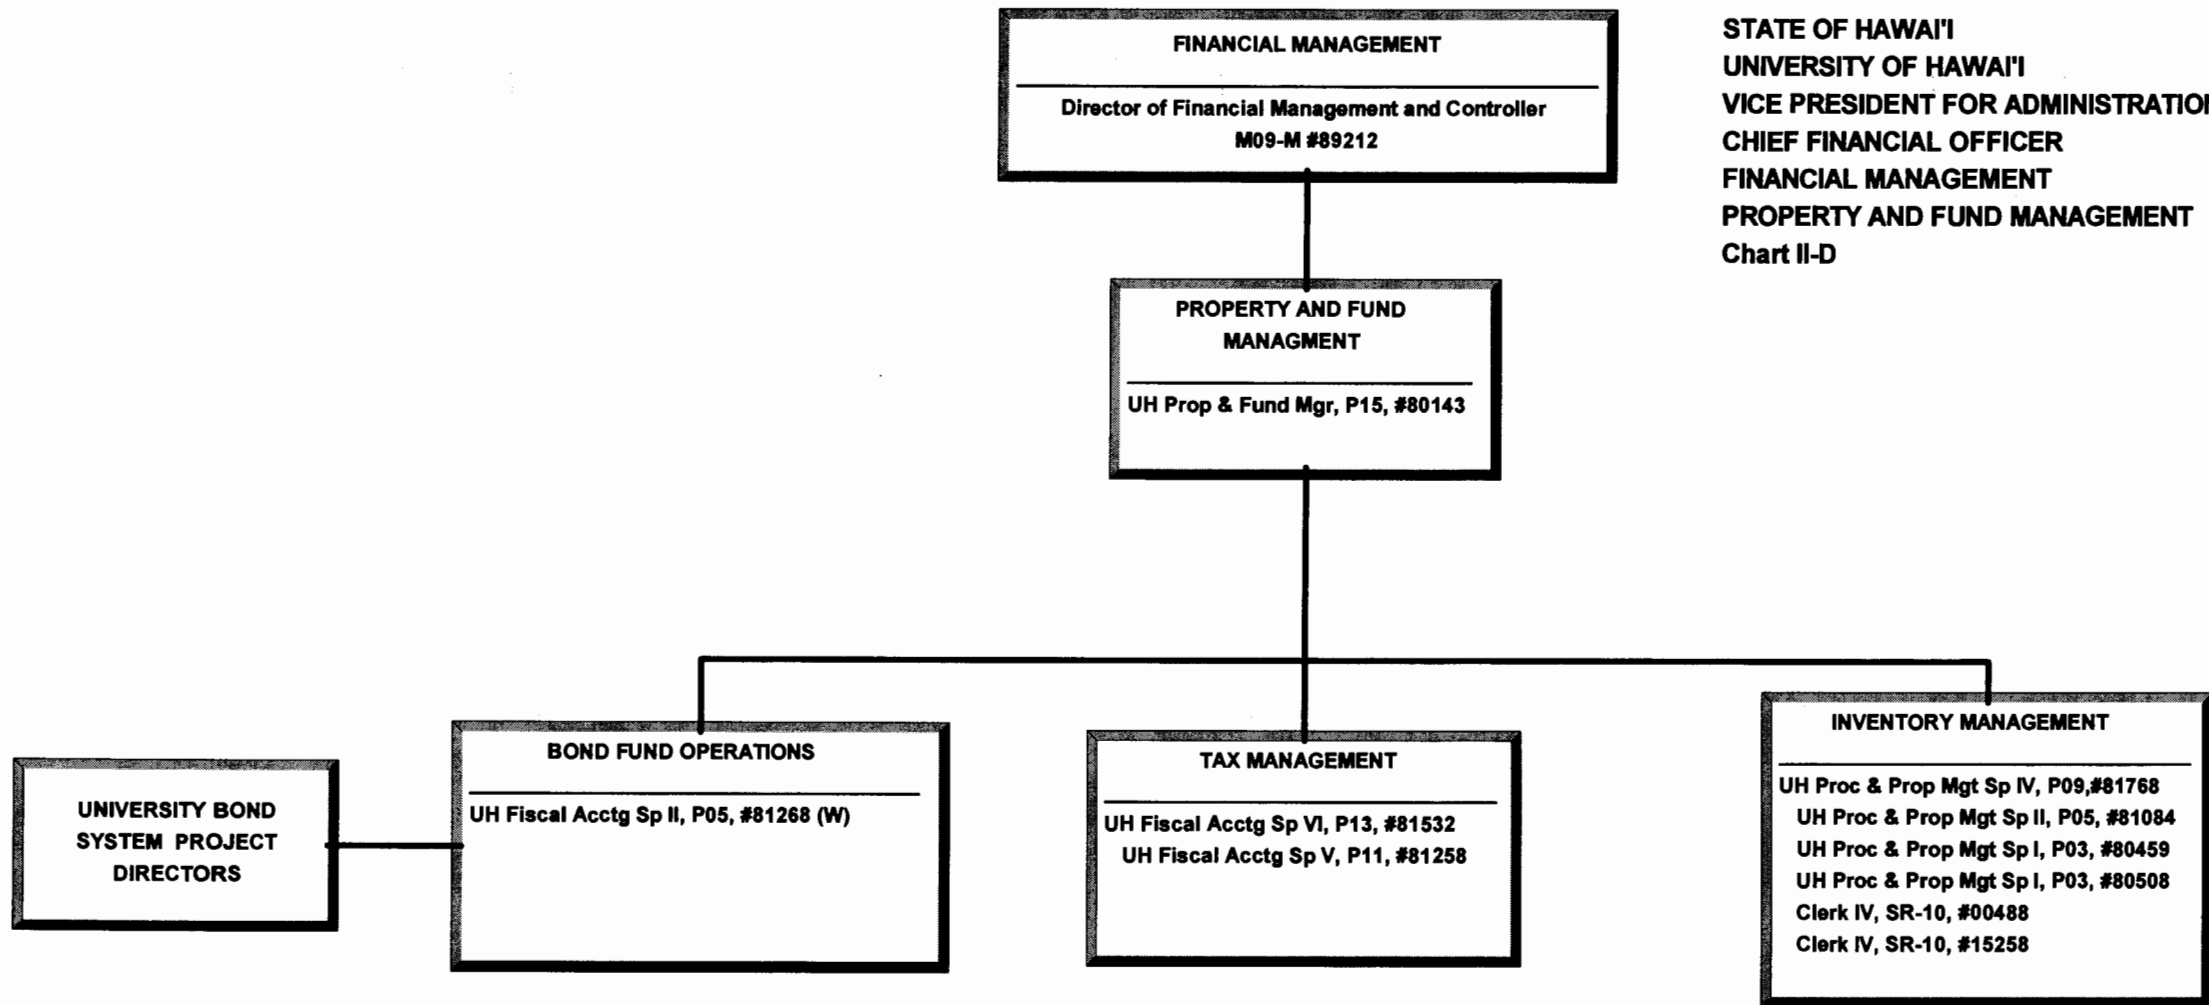 FINANCIAL MANAGEMENT
Director of Financial Management and Controller
M09-M #89212
STATE OF HAWAI'I
UNIVERSITY OF HAWAI'I
VICE PRESIDENT FOR ADMINISTRATION
CHIEF FINANCIAL OFFICER
FINANCIAL MANAGEMENT
PROPERTY AND FUND MANAGEMENT
Chart II-D
PROPERTY AND FUND
MANAGMENT
UH Prop & Fund Mgr, P15, #80143
UNIVERSITY BOND
SYSTEM PROJECT
DIRECTORS
BOND FUND OPERATIONS
UH Fiscal Acctg Sp II, P05, #81268 (W)
TAX MANAGEMENT
UH Fiscal Acctg Sp VI, P13, #81532
UH Fiscal Acctg Sp V, P11, #81258
INVENTORY MANAGEMENT
UH Proc & Prop Mgt Sp IV, P09,#81768
UH Proc & Prop Mgt Sp II, P05, #81084
UH Proc & Prop Mgt Sp I, P03, #80459
UH Proc & Prop Mgt Sp I, P03, #80508
Clerk IV, SR-10, #00488
Clerk IV, SR-10, #15258